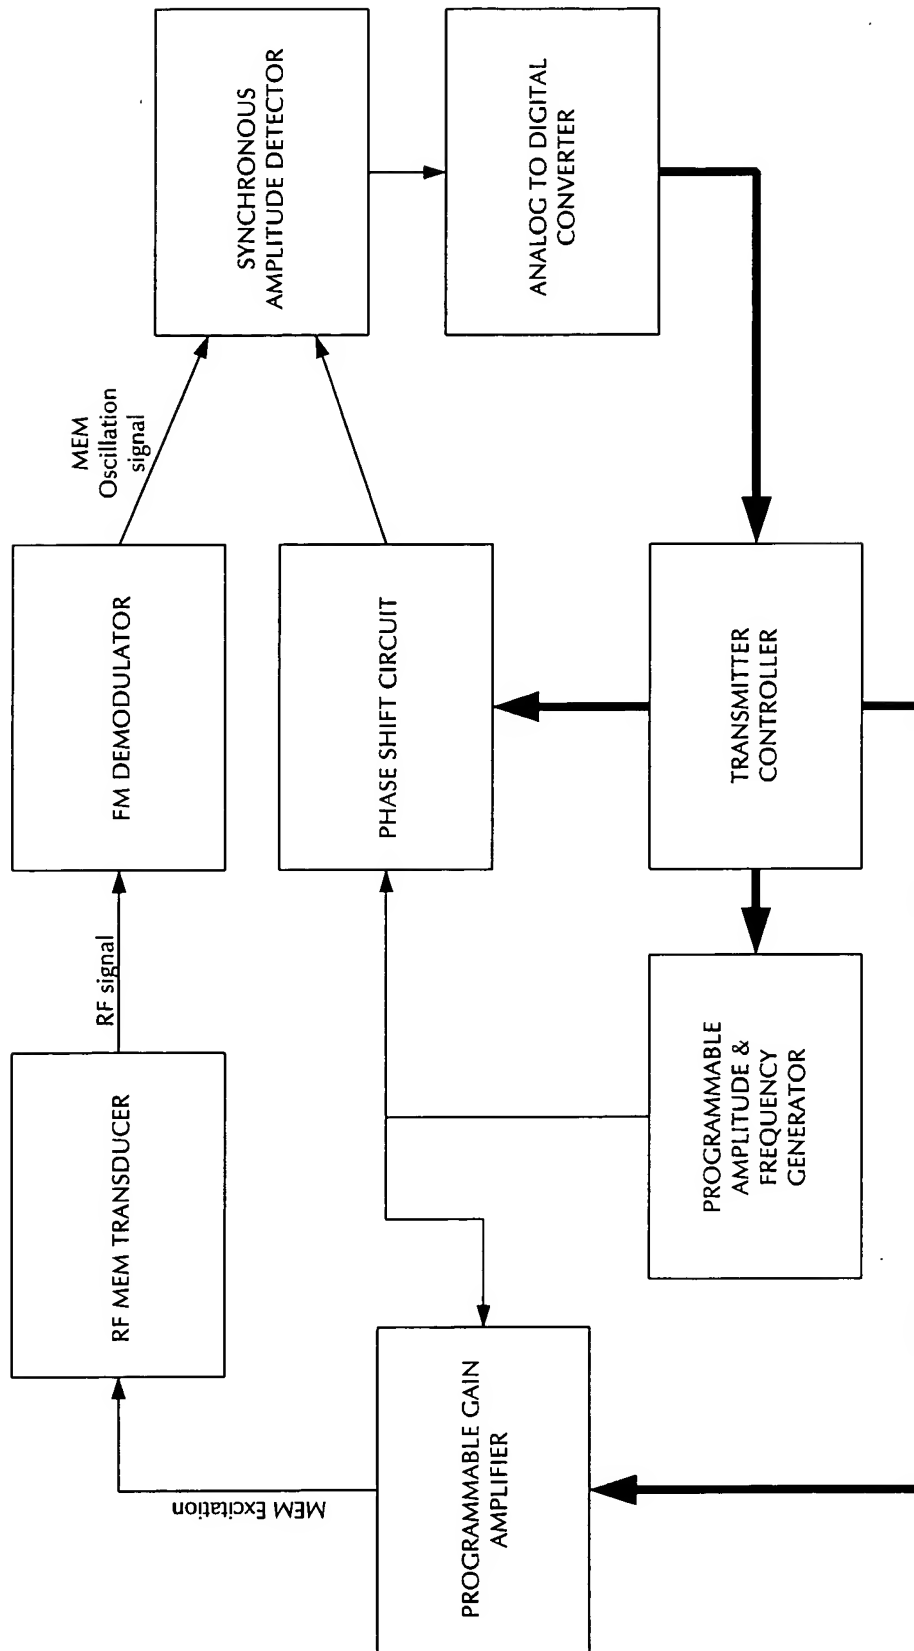 MEM Excitation
RF MEM TRANSDUCER
RF signal
FM DEMODULATOR
MEM
Oscillation
signal
SYNCHRONOUS
AMPLITUDE DETECTOR
PROGRAMMABLE GAIN
AMPLIFIER
PHASE SHIFT CIRCUIT
ANALOG TO DIGITAL
CONVERTER
PROGRAMMABLE
AMPLITUDE &
FREQUENCY
GENERATOR
TRANSMITTER
CONTROLLER